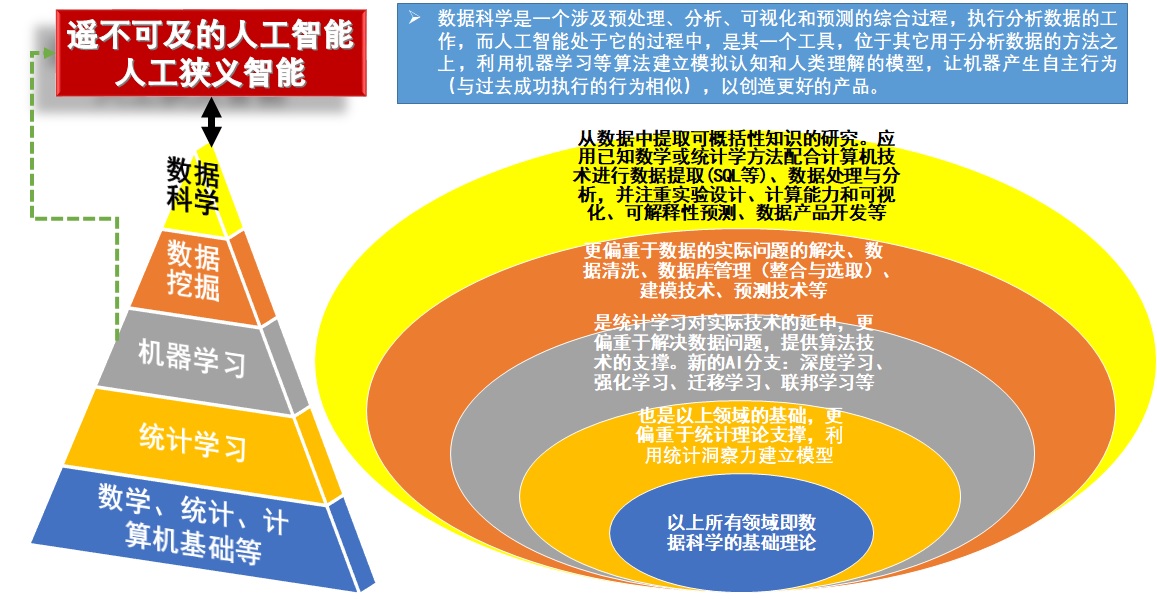 遥不可及的人工智能
人工狭义智能
➢ 数据科学是一个涉及预处理、分析、可视化和预测的综合过程，执行分析数据的工
作，而人工智能处于它的过程中，是其一个工具，位于其它用于分析数据的方法之
上，利用机器学习等算法建立模拟认知和人类理解的模型，让机器产生自主行为
（与过去成功执行的行为相似），以创造更好的产品。
数据
科学
数据
挖掘
机器学习
统计学习
数学、统计、计
算机基础等
从数据中提取可概括性知识的研究。应
用已知数学或统计学方法配合计算机技
术进行数据提取(SQL等)、数据处理与分
析，并注重实验设计、计算能力和可视
化、可解释性预测、数据产品开发等
更偏重于数据的实际问题的解决、数
据清洗、数据库管理（整合与选取）、
建模技术、预测技术等
是统计学习对实际技术的延申，更
偏重于解决数据问题，提供算法技
术的支撑。新的AI分支：深度学习、
强化学习、迁移学习、联邦学习等
也是以上领域的基础，更
偏重于统计理论支撑，利
用统计洞察力建立模型
以上所有领域即数
据科学的基础理论